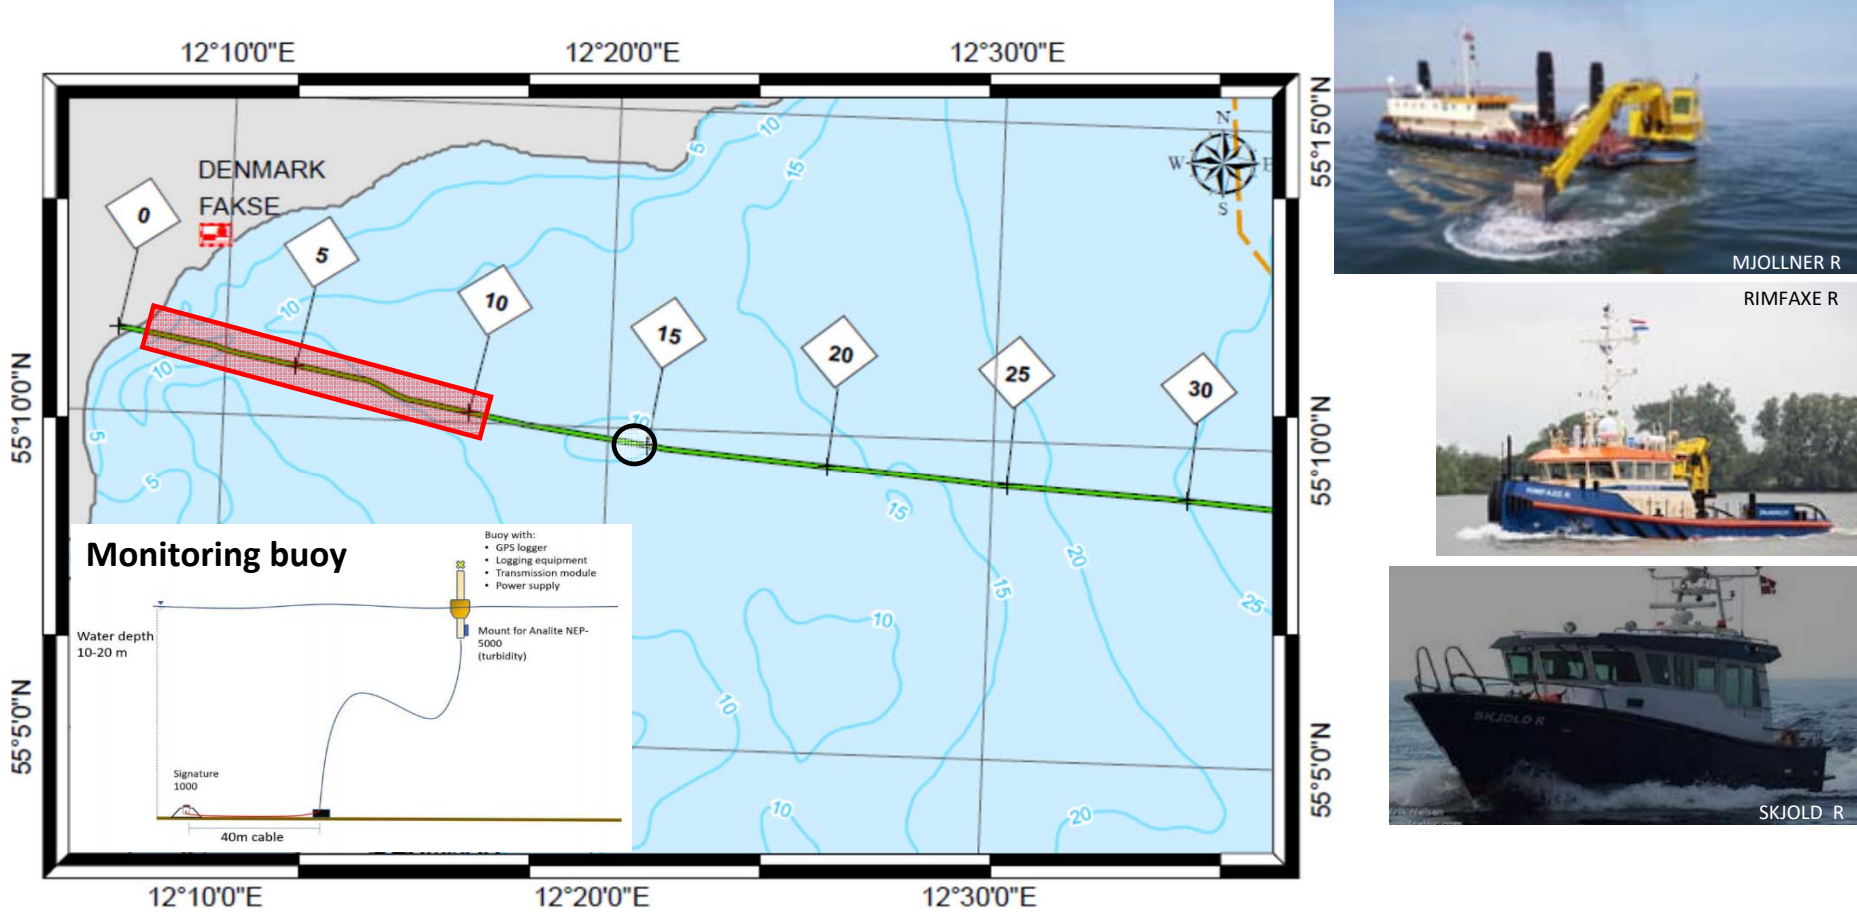 12°10'0"E
12°20'0"E
12°30'0"E
55°15'0"N
55°10'0"N
55°5'0"N
55°10'0"N
55°5'0"N
12°10'0"E
12°20'0"E
12°30'0"E
DENMARK
FAKSE
0
5
10
15
20
25
30
N
W
E
S
5
10
15
10
10
5
5
10
15
15
20
25
10
10
10
20
Monitoring buoy
Buoy with:
• GPS logger
• Logging equipment
• Transmission module
• Power supply
Mount for Analite NEP-
5000
(turbidity)
Water depth
10-20 m
Signature
1000
40m cable
MJOLLNER R
RIMFAXE R
RIMFAXE R
SKJOLD R
SKJOLD R